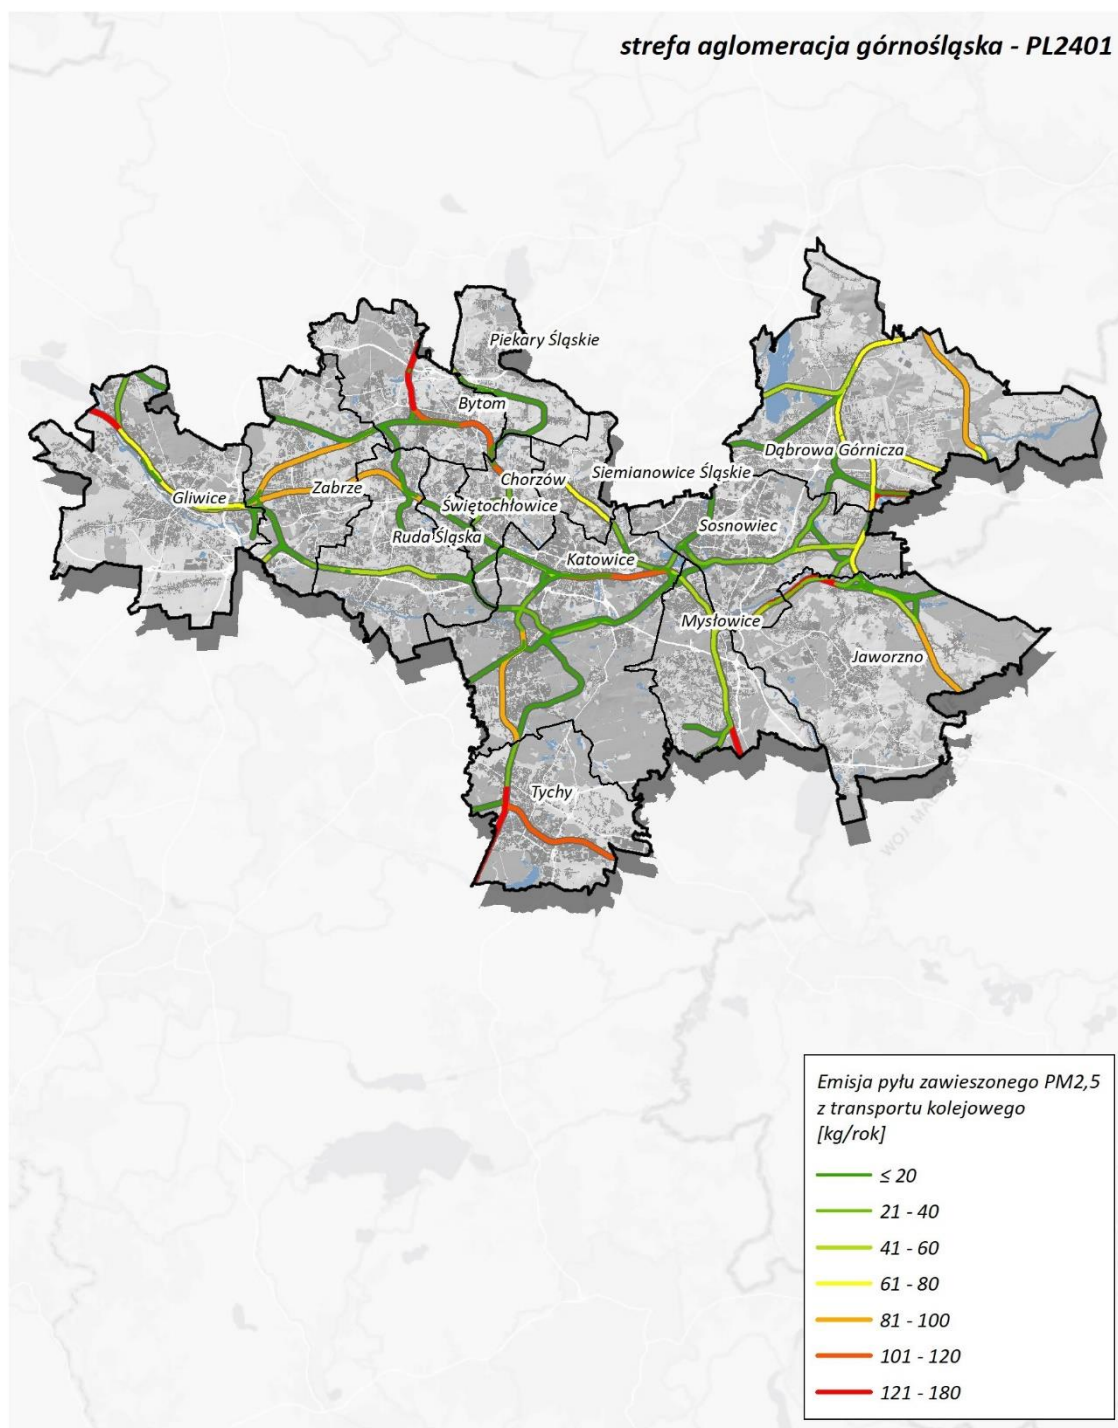 strefa aglomeracja górnośląska - PL2401
Piekary Śląskie
Bytom
Dąbrowa Górnicza
Siemianowice Śląskie
Chorzów
Zabrze
Gliwice
Świętochłowice
Sosnowiec
Ruda Śląska
Katowice
Mysłowice
Jaworzno
Tychy
Emisja pyłu zawieszonego PM2,5
z transportu kolejowego
[kg/rok]
≤ 20
21 - 40
41 - 60
61 - 80
81 - 100
101 - 120
121 - 180